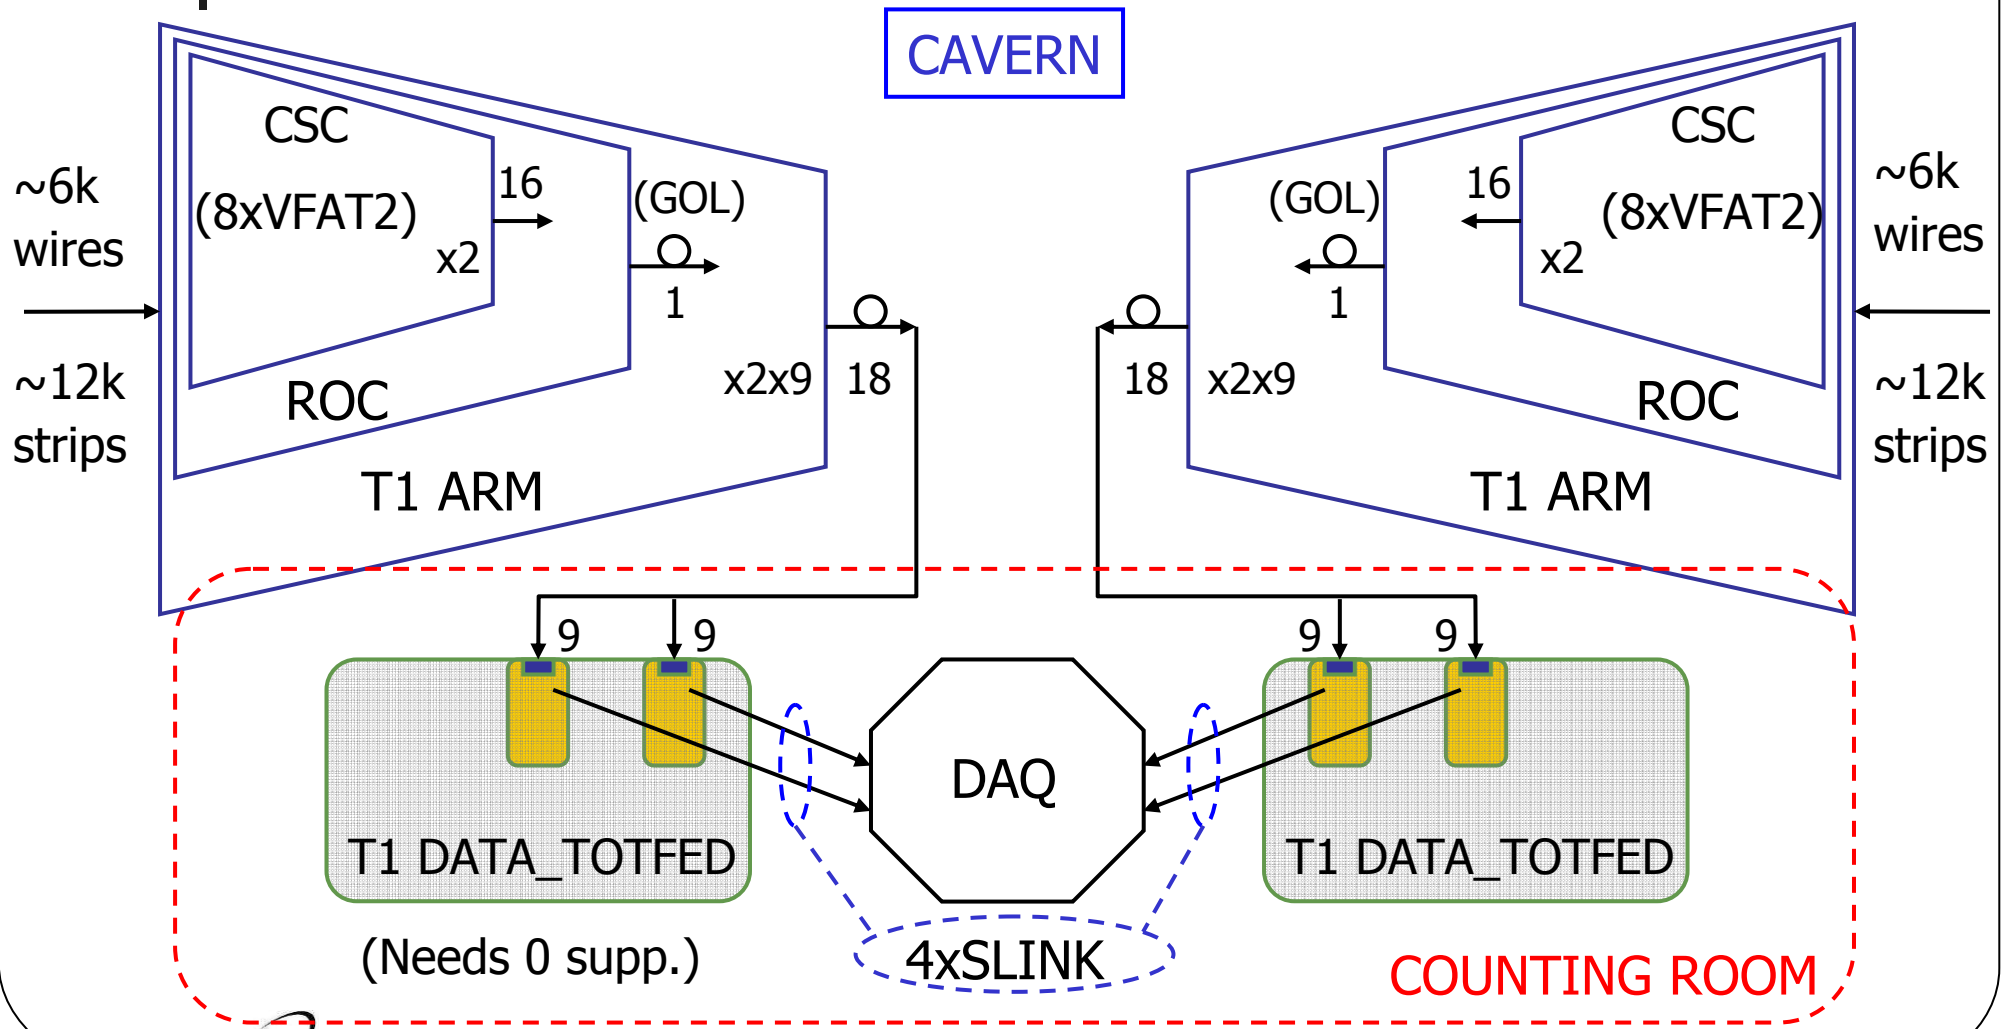 CAVERN
CSC
(8xVFAT2)
x2
16
(GOL)
1
ROC
x2x9
18
T1 ARM
~6k
wires
~12k
strips
CSC
(8xVFAT2)
x2
16
(GOL)
1
ROC
18
x2x9
T1 ARM
~6k
wires
~12k
strips
9
9
9
9
DAQ
T1 DATA_TOTFED
T1 DATA_TOTFED
(Needs 0 supp.)
4xSLINK
COUNTING ROOM